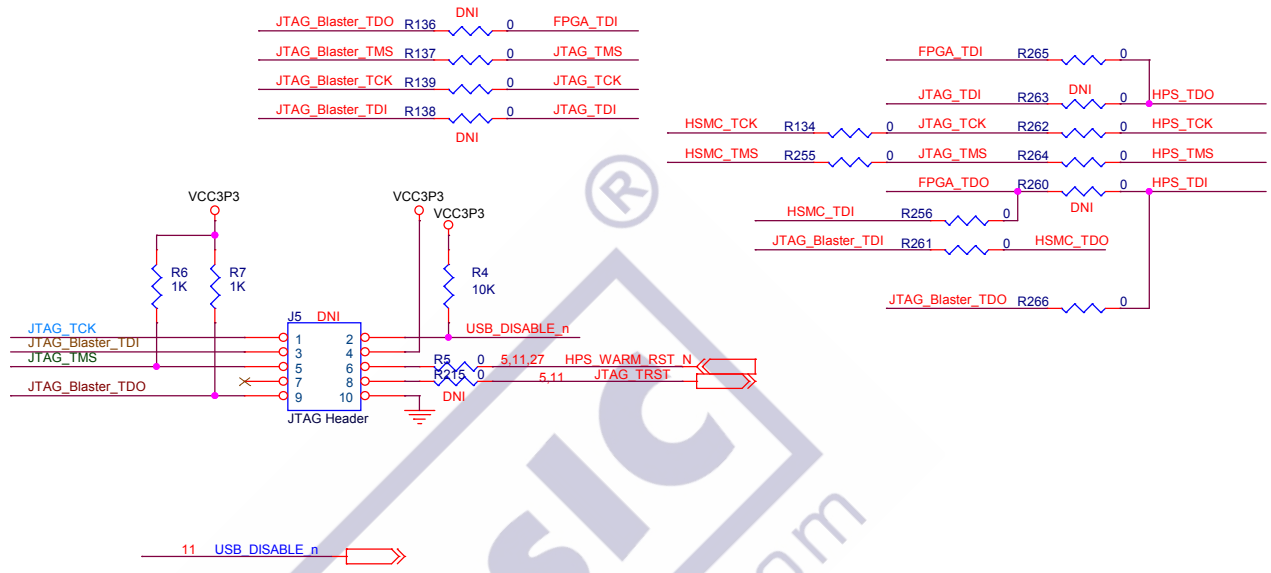 DNI
JTAG_Blaster_TDO R136 0 FPGA_TDI
JTAG_Blaster_TMS R137 0 JTAG_TMS
JTAG_Blaster_TCK R139 0 JTAG_TCK
JTAG_Blaster_TDI R138 0 JTAG_TDI
DNI
FPGA_TDI R265 0
DNI
JTAG_TDI R263 0 HPS_TDO
HSMC_TCK R134 0 JTAG_TCK R262 0 HPS_TCK
HSMC_TMS R255 0 JTAG_TMS R264 0 HPS_TMS
FPGA_TDO R260 0 HPS_TDI
DNI
HSMC_TDI R256 0
JTAG_Blaster_TDI R261 0 HSMC_TDO
JTAG_Blaster_TDO R266 0
VCC3P3 VCC3P3
VCC3P3
R6 R7 R4
1K 1K 10K
J5 DNI
JTAG_TCK 1 2 USB_DISABLE_n
JTAG_Blaster_TDI 3 4
JTAG_TMS 5 6 R5 0 5,11,27 HPS_WARM_RST_N
7 8 R215 0 5,11 JTAG_TRST
JTAG_Blaster_TDO 9 10 DNI
JTAG Header
11 USB_DISABLE_n
®
SIC
om